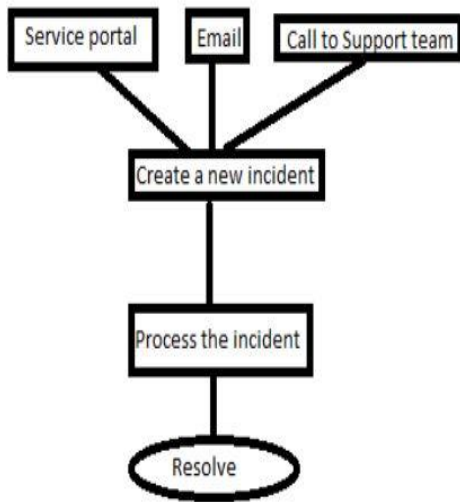 Service portal
Email
Call to Support team
Create a new incident
Process the incident
Resolve